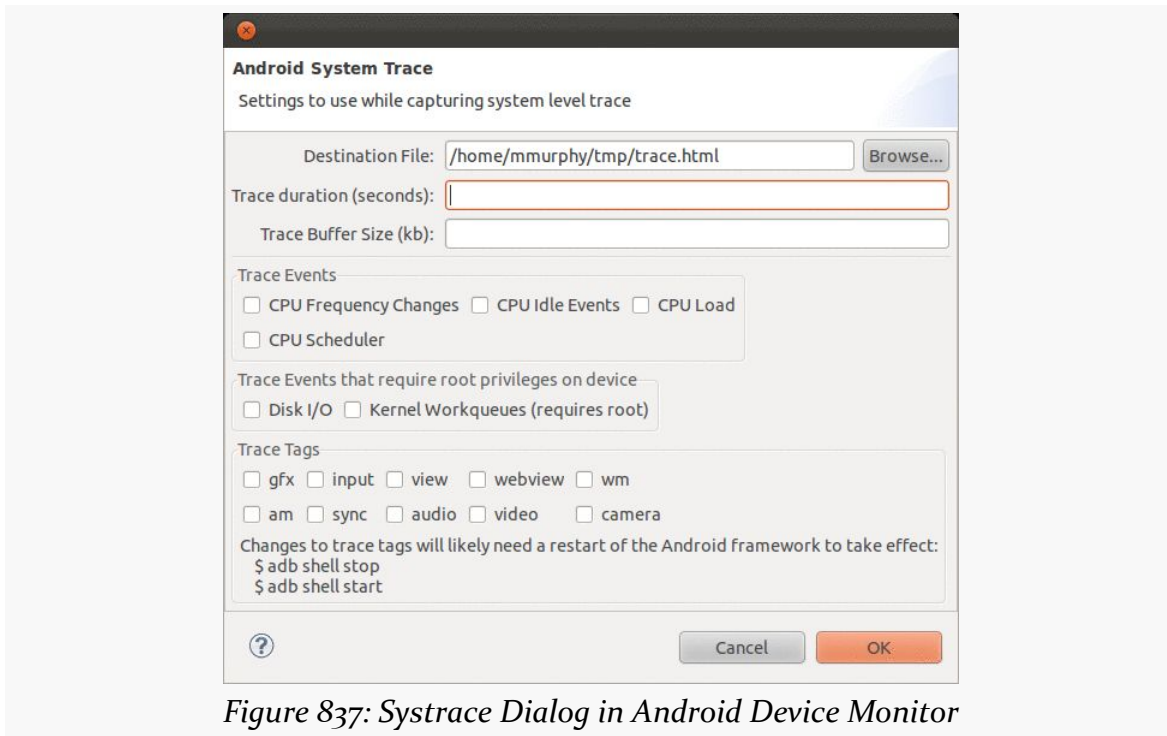 Android System Trace
Settings to use while capturing system level trace
Destination File: /home/mmurphy/tmp/trace.html Browse...
Trace duration (seconds):
Trace Buffer Size (kb):
Trace Events
CPU Frequency Changes CPU Idle Events CPU Load
CPU Scheduler
Trace Events that require root privileges on device
Disk I/O Kernel Workqueues (requires root)
Trace Tags
gfx input view webview wm
am sync audio video camera
Changes to trace tags will likely need a restart of the Android framework to take effect:
$ adb shell stop
$ adb shell start
? Cancel OK
Figure 837: Systrace Dialog in Android Device Monitor